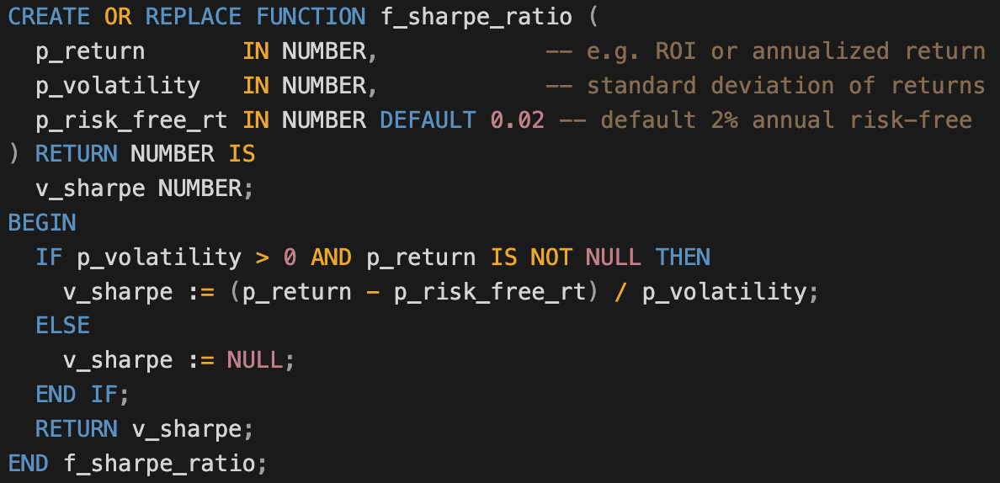 CREATE OR REPLACE FUNCTION f_sharpe_ratio (
  p_return       IN NUMBER,            -- e.g. ROI or annualized return
  p_volatility   IN NUMBER,            -- standard deviation of returns
  p_risk_free_rt IN NUMBER DEFAULT 0.02 -- default 2% annual risk-free
) RETURN NUMBER IS
  v_sharpe NUMBER;
BEGIN
  IF p_volatility > 0 AND p_return IS NOT NULL THEN
    v_sharpe := (p_return - p_risk_free_rt) / p_volatility;
  ELSE
    v_sharpe := NULL;
  END IF;
  RETURN v_sharpe;
END f_sharpe_ratio;